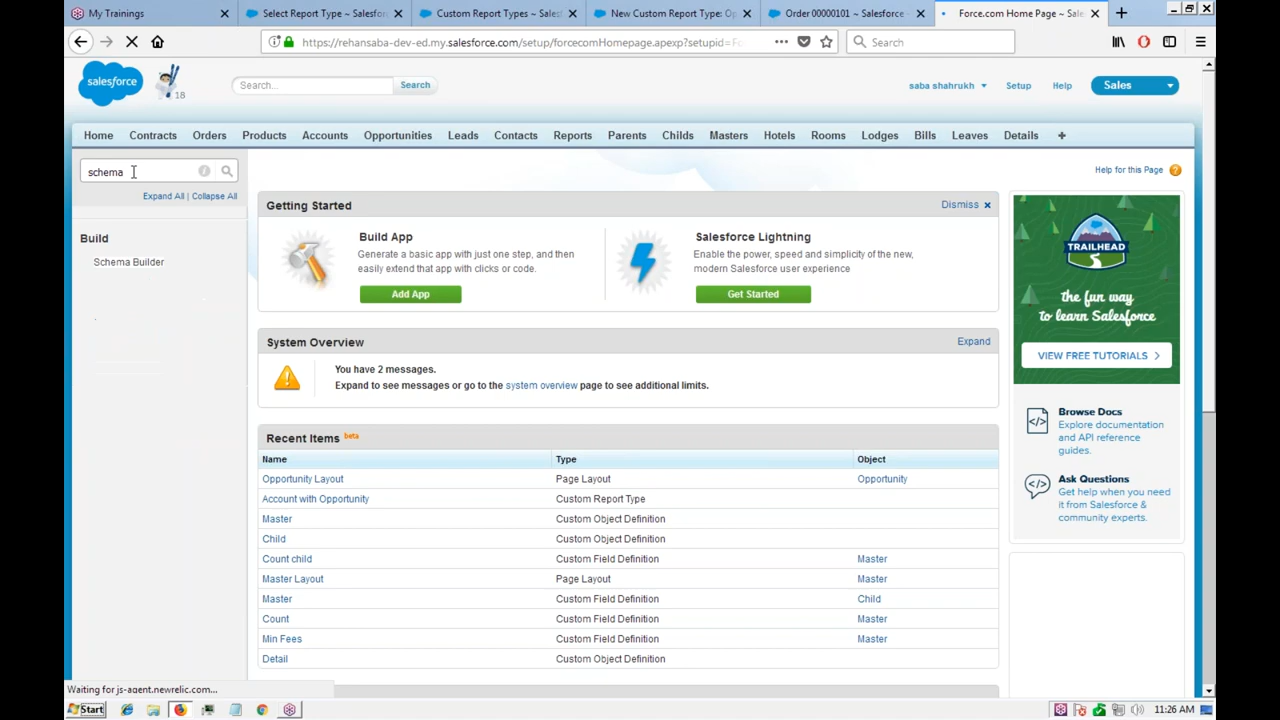 My Trainings
Select Report Type ~ Salesfor
Custom Report Types ~ Sales
New Custom Report Type: Op
Order 00000101 ~ Salesforce
Force.com Home Page ~ Sale
https://rehansaba-dev-ed.my.salesforce.com/setup/forcecomHomepage.apexp?setupid=Fo
Search
salesforce
18
Search...
Search
saba shahrukh
Setup
Help
Sales
Home
Contracts
Orders
Products
Accounts
Opportunities
Leads
Contacts
Reports
Parents
Childs
Masters
Hotels
Rooms
Lodges
Bills
Leaves
Details
+
schema
Expand All | Collapse All
Build
Schema Builder
Help for this Page
Getting Started
Dismiss
Build App
Generate a basic app with just one step, and then
easily extend that app with clicks or code.
Add App
Salesforce Lightning
Enable the power, speed and simplicity of the new,
modern Salesforce user experience
Get Started
System Overview
Expand
You have 2 messages.
Expand to see messages or go to the system overview page to see additional limits.
Recent Items beta
Name Type Object
Opportunity Layout Page Layout Opportunity
Account with Opportunity Custom Report Type
Master Custom Object Definition
Child Custom Object Definition
Count child Custom Field Definition Master
Master Layout Page Layout Master
Master Custom Field Definition Child
Count Custom Field Definition Master
Min Fees Custom Field Definition Master
Detail Custom Object Definition
TRAILHEAD
the fun way
to learn Salesforce
VIEW FREE TUTORIALS
Browse Docs
Explore documentation
and API reference
guides.
Ask Questions
Get help when you need
it from Salesforce &
community experts.
Waiting for js-agent.newrelic.com...
Start
11:26 AM